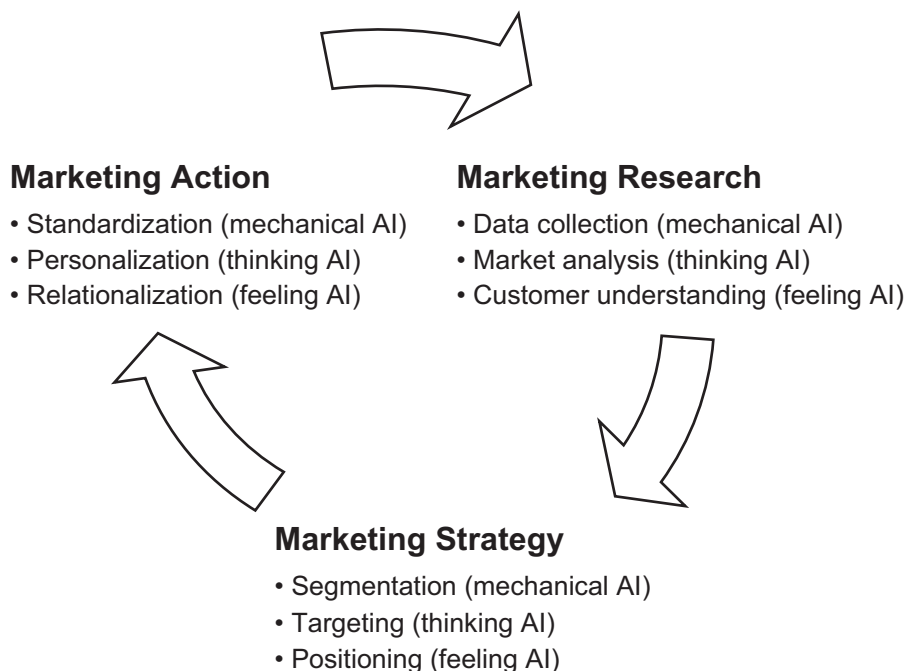 Marketing Action
• Standardization (mechanical AI)
• Personalization (thinking AI)
• Relationalization (feeling AI)
Marketing Research
• Data collection (mechanical AI)
• Market analysis (thinking AI)
• Customer understanding (feeling AI)
Marketing Strategy
• Segmentation (mechanical AI)
• Targeting (thinking AI)
• Positioning (feeling AI)